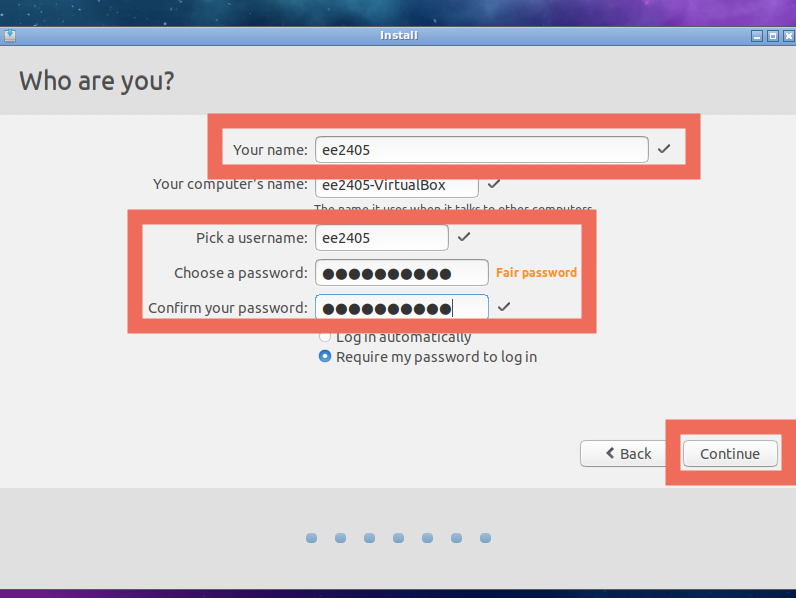 Install
Who are you?
Your name: ee2405
Your computer's name: ee2405-VirtualBox
The name it uses when it talks to other computers.
Pick a username: ee2405
Choose a password: ●●●●●●●●●● Fair password
Confirm your password: ●●●●●●●●●●
Log in automatically
Require my password to log in
Back Continue